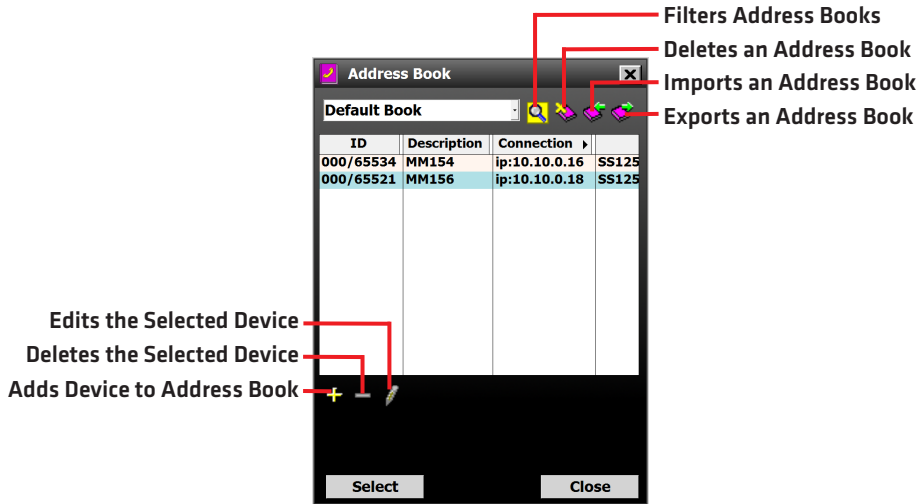 Filters Address Books
Deletes an Address Book
Imports an Address Book
Exports an Address Book
Address Book
Default Book
ID Description Connection
000/65534 MM154 ip:10.10.0.16 SS125
000/65521 MM156 ip:10.10.0.18 SS125
Edits the Selected Device
Deletes the Selected Device
Adds Device to Address Book
Select Close